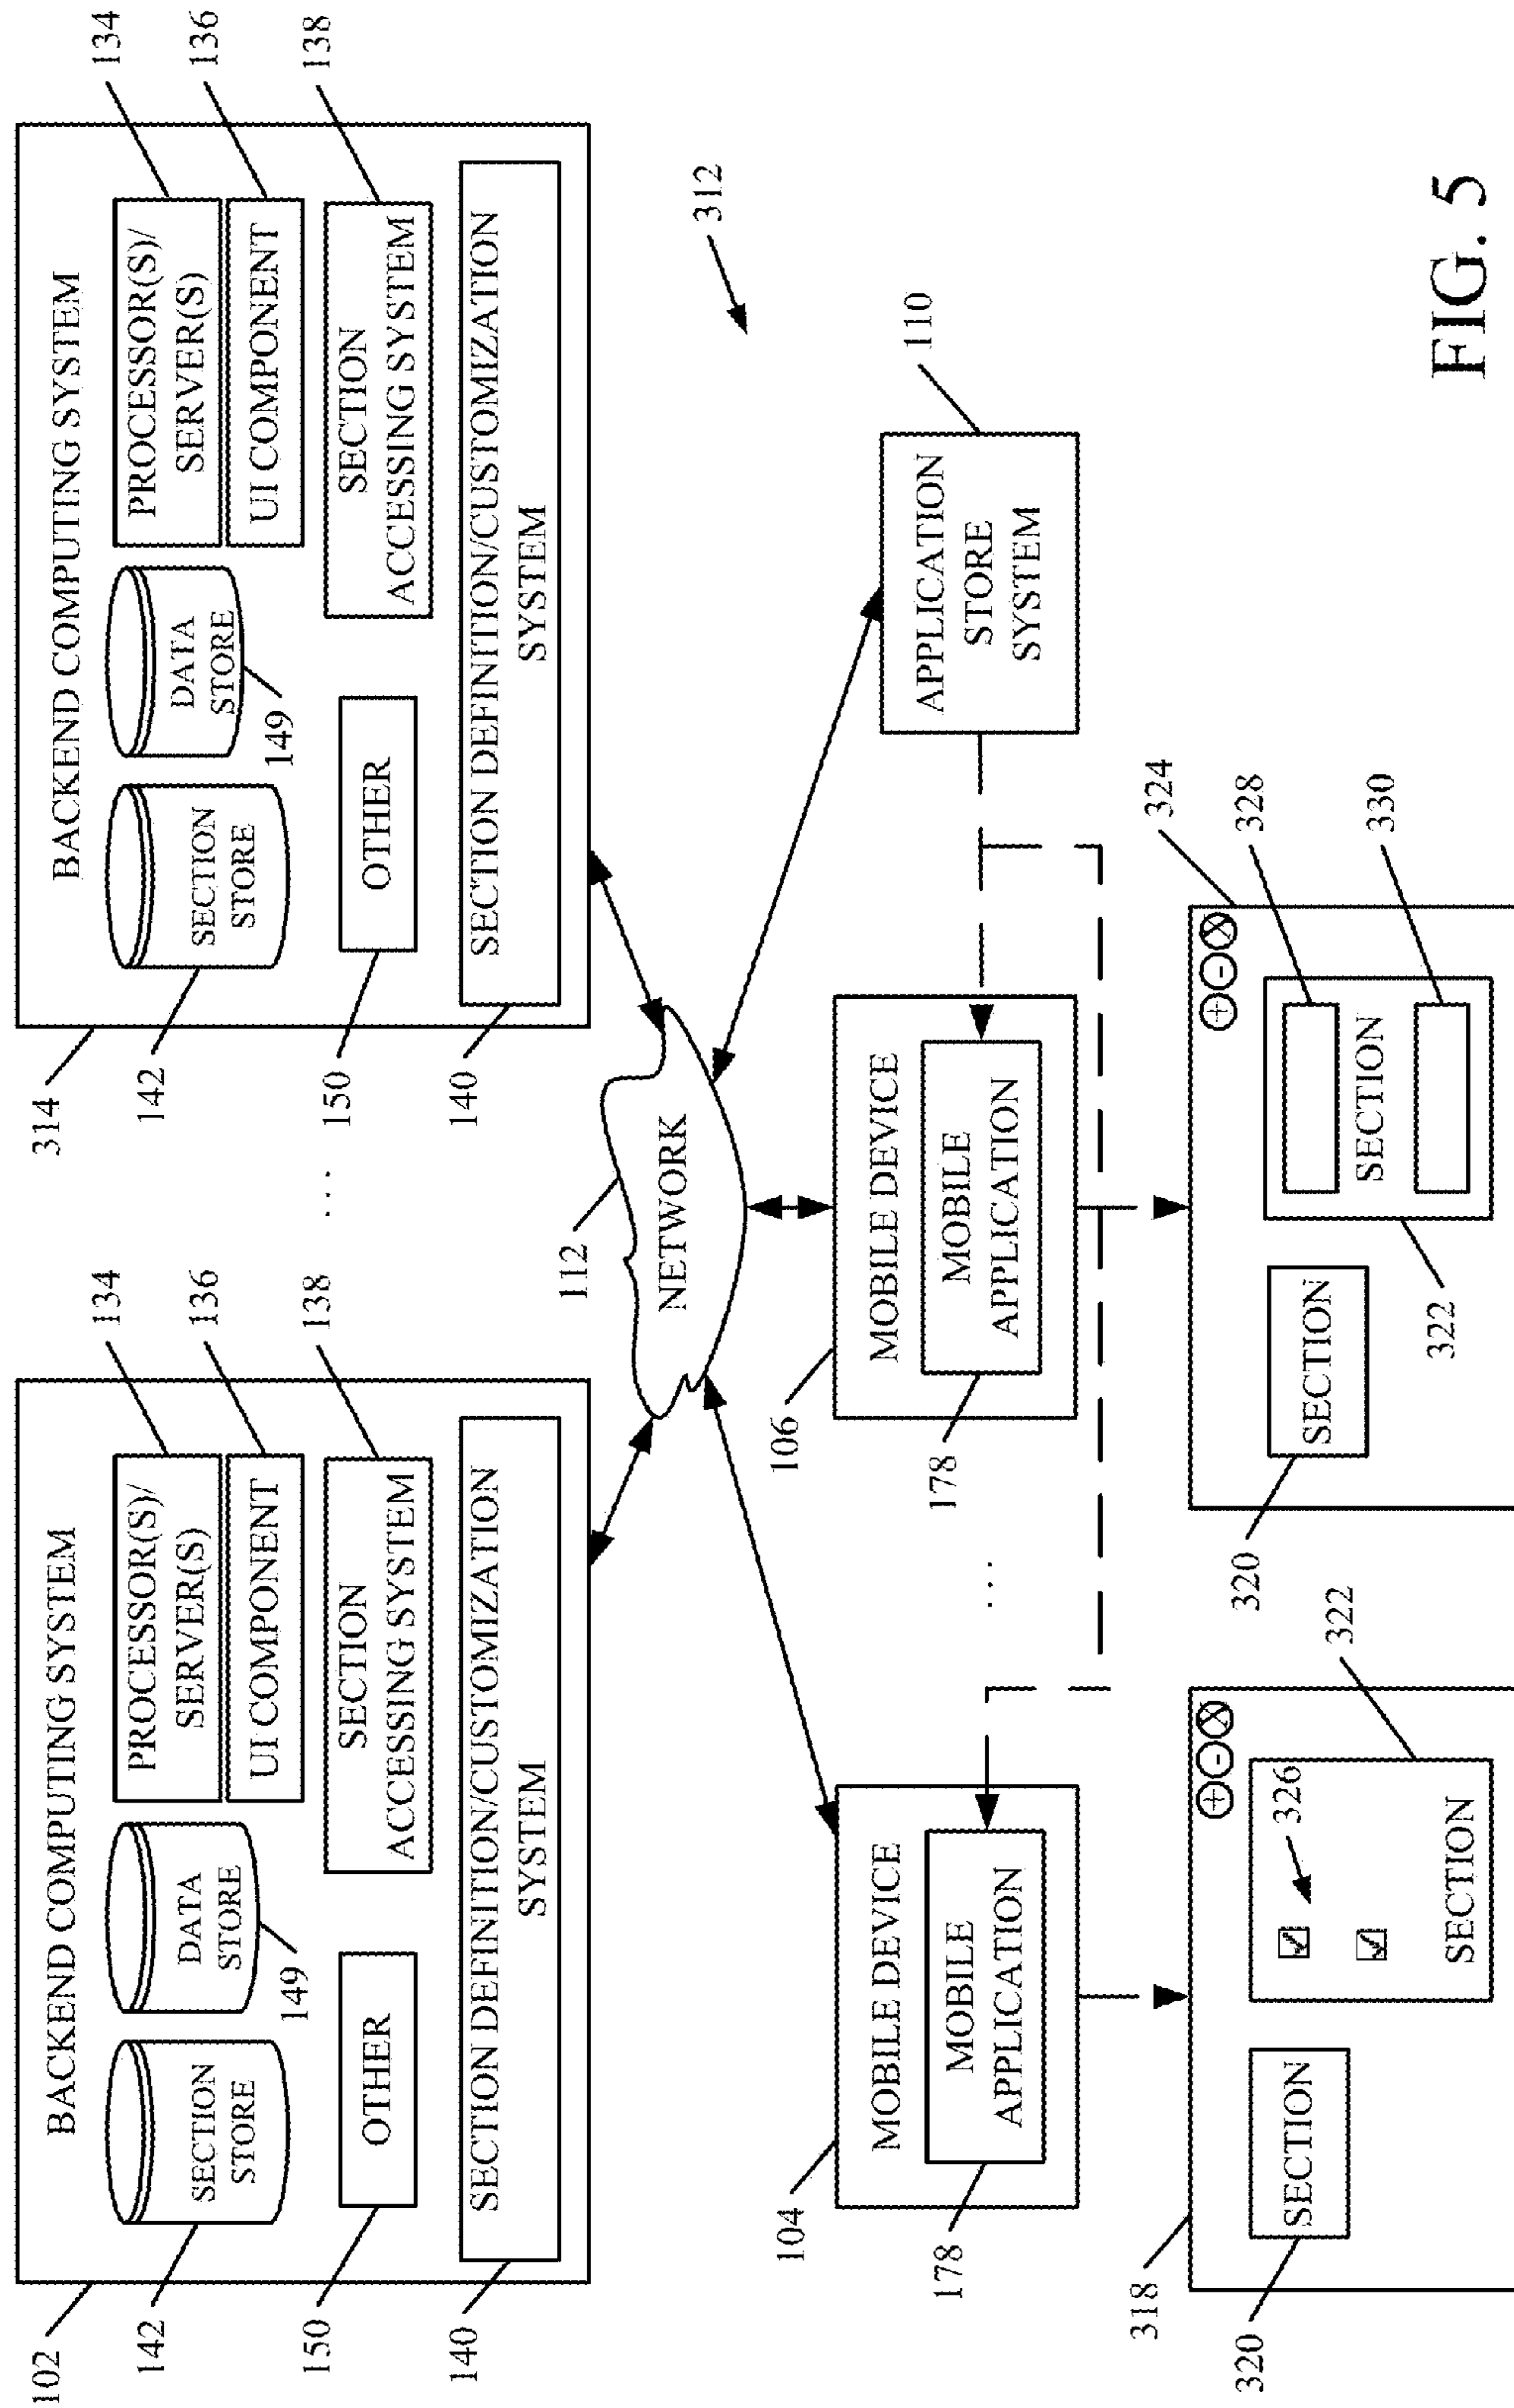 BACKEND COMPUTING SYSTEM
SECTION
STORE
DATA
STORE
PROCESSOR(S)/
SERVER(S)
UI COMPONENT
OTHER
SECTION
ACCESSING SYSTEM
SECTION DEFINITION/CUSTOMIZATION
SYSTEM
102
142
149
150
140
134
136
138
...
BACKEND COMPUTING SYSTEM
SECTION
STORE
DATA
STORE
PROCESSOR(S)/
SERVER(S)
UI COMPONENT
OTHER
SECTION
ACCESSING SYSTEM
SECTION DEFINITION/CUSTOMIZATION
SYSTEM
314
142
149
150
140
134
136
138
112
NETWORK
312
104
MOBILE DEVICE
MOBILE
APPLICATION
178
...
106
MOBILE DEVICE
MOBILE
APPLICATION
178
110
APPLICATION
STORE
SYSTEM
318
+ - X
SECTION
320
326
SECTION
322
324
+ - X
SECTION
320
328
SECTION
330
322
FIG. 5